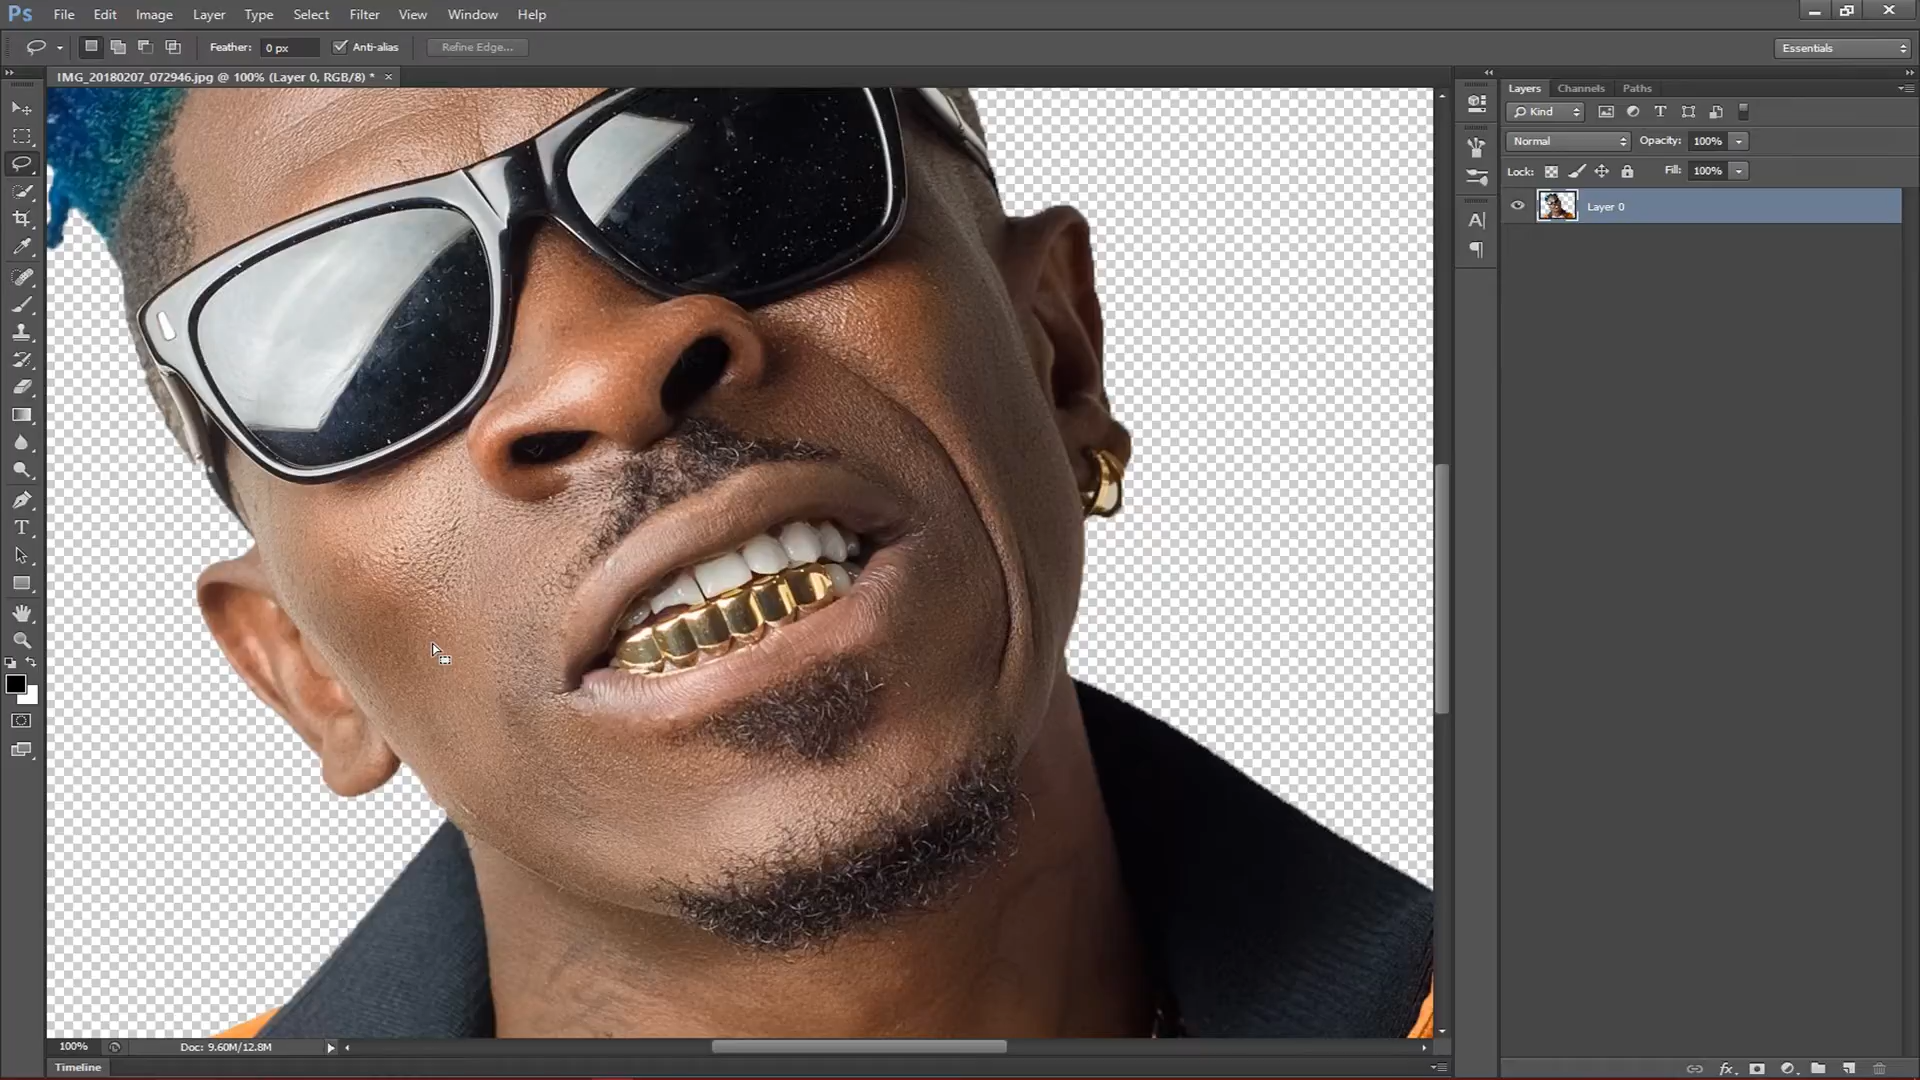 Ps File Edit Image Layer Type Select Filter View Window Help
Feather: 0 px Anti-alias Refine Edge... Essentials
IMG_20180207_072946.jpg @ 100% (Layer 0, RGB/8) * ×
Layers Channels Paths
Kind
Normal Opacity: 100%
Lock: Fill: 100%
Layer 0
100% Doc: 9.60M/12.8M
Timeline